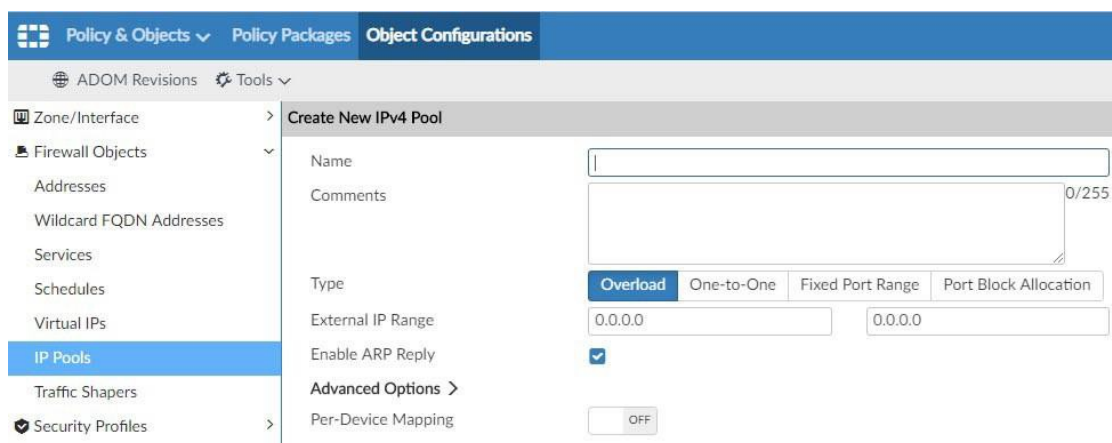 Policy & Objects Policy Packages Object Configurations
ADOM Revisions Tools
Zone/Interface
Firewall Objects
Addresses
Wildcard FQDN Addresses
Services
Schedules
Virtual IPs
IP Pools
Traffic Shapers
Security Profiles
Create New IPv4 Pool
Name
Comments 0/255
Type Overload One-to-One Fixed Port Range Port Block Allocation
External IP Range 0.0.0.0 0.0.0.0
Enable ARP Reply
Advanced Options >
Per-Device Mapping OFF